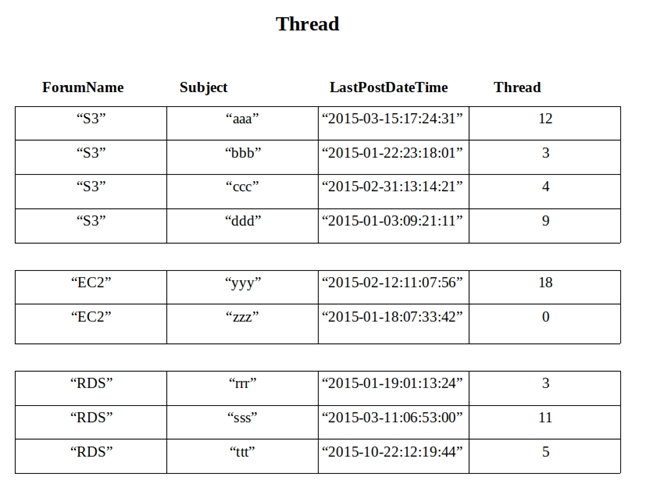 Thread
ForumName Subject LastPostDateTime Thread
“S3” “aaa” “2015-03-15:17:24:31” 12
“S3” “bbb” “2015-01-22:23:18:01” 3
“S3” “ccc” “2015-02-31:13:14:21” 4
“S3” “ddd” “2015-01-03:09:21:11” 9
“EC2” “yyy” “2015-02-12:11:07:56” 18
“EC2” “zzz” “2015-01-18:07:33:42” 0
“RDS” “rrr” “2015-01-19:01:13:24” 3
“RDS” “sss” “2015-03-11:06:53:00” 11
“RDS” “ttt” “2015-10-22:12:19:44” 5